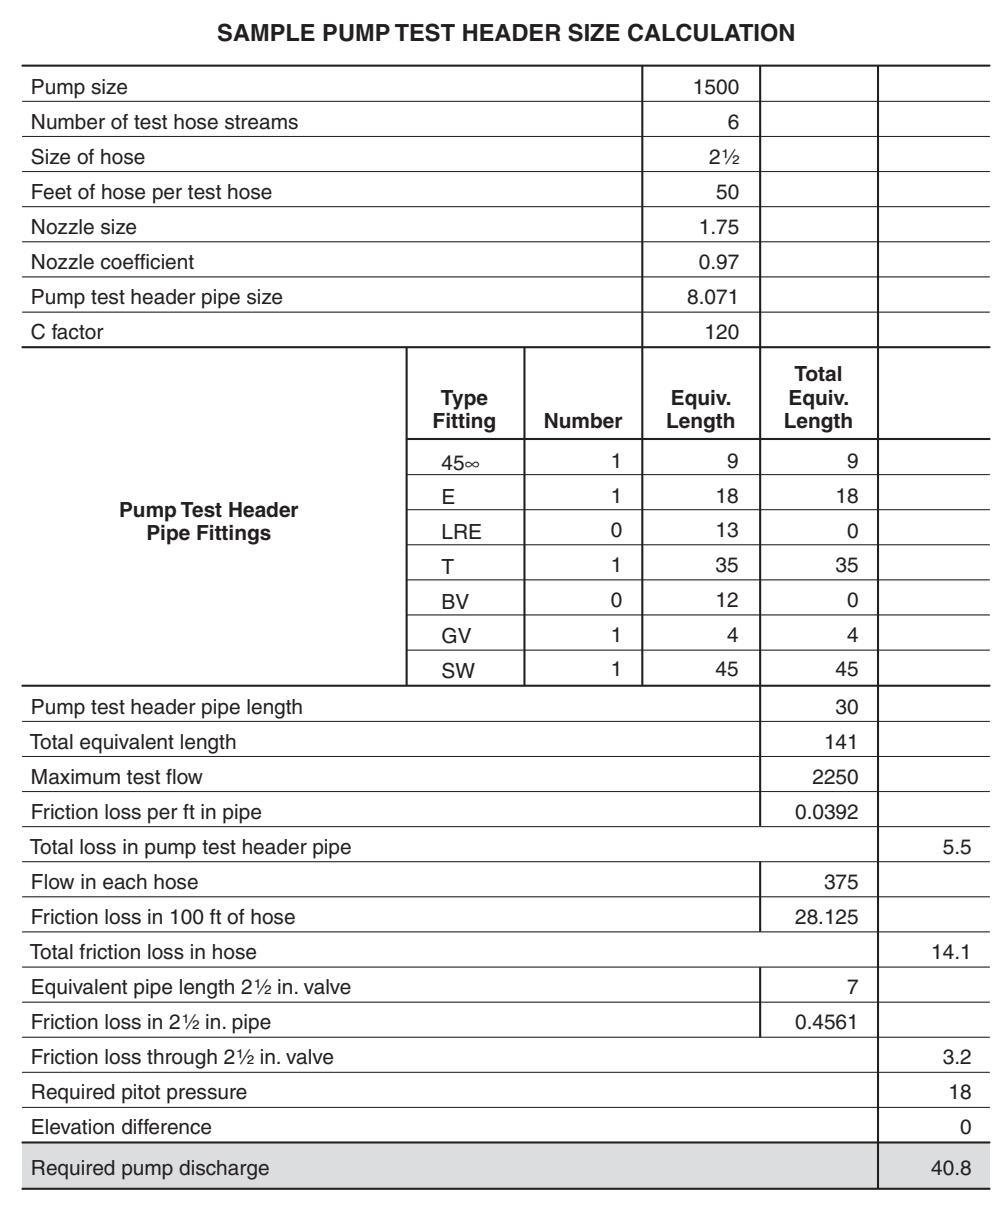 SAMPLE PUMP TEST HEADER SIZE CALCULATION
Pump size 1500
Number of test hose streams 6
Size of hose 2½
Feet of hose per test hose 50
Nozzle size 1.75
Nozzle coefficient 0.97
Pump test header pipe size 8.071
C factor 120
Pump Test Header
Pipe Fittings
Type
Fitting
Number
Equiv.
Length
Total
Equiv.
Length
45∞ 1 9 9
E 1 18 18
LRE 0 13 0
T 1 35 35
BV 0 12 0
GV 1 4 4
SW 1 45 45
Pump test header pipe length 30
Total equivalent length 141
Maximum test flow 2250
Friction loss per ft in pipe 0.0392
Total loss in pump test header pipe 5.5
Flow in each hose 375
Friction loss in 100 ft of hose 28.125
Total friction loss in hose 14.1
Equivalent pipe length 2½ in. valve 7
Friction loss in 2½ in. pipe 0.4561
Friction loss through 2½ in. valve 3.2
Required pitot pressure 18
Elevation difference 0
Required pump discharge 40.8